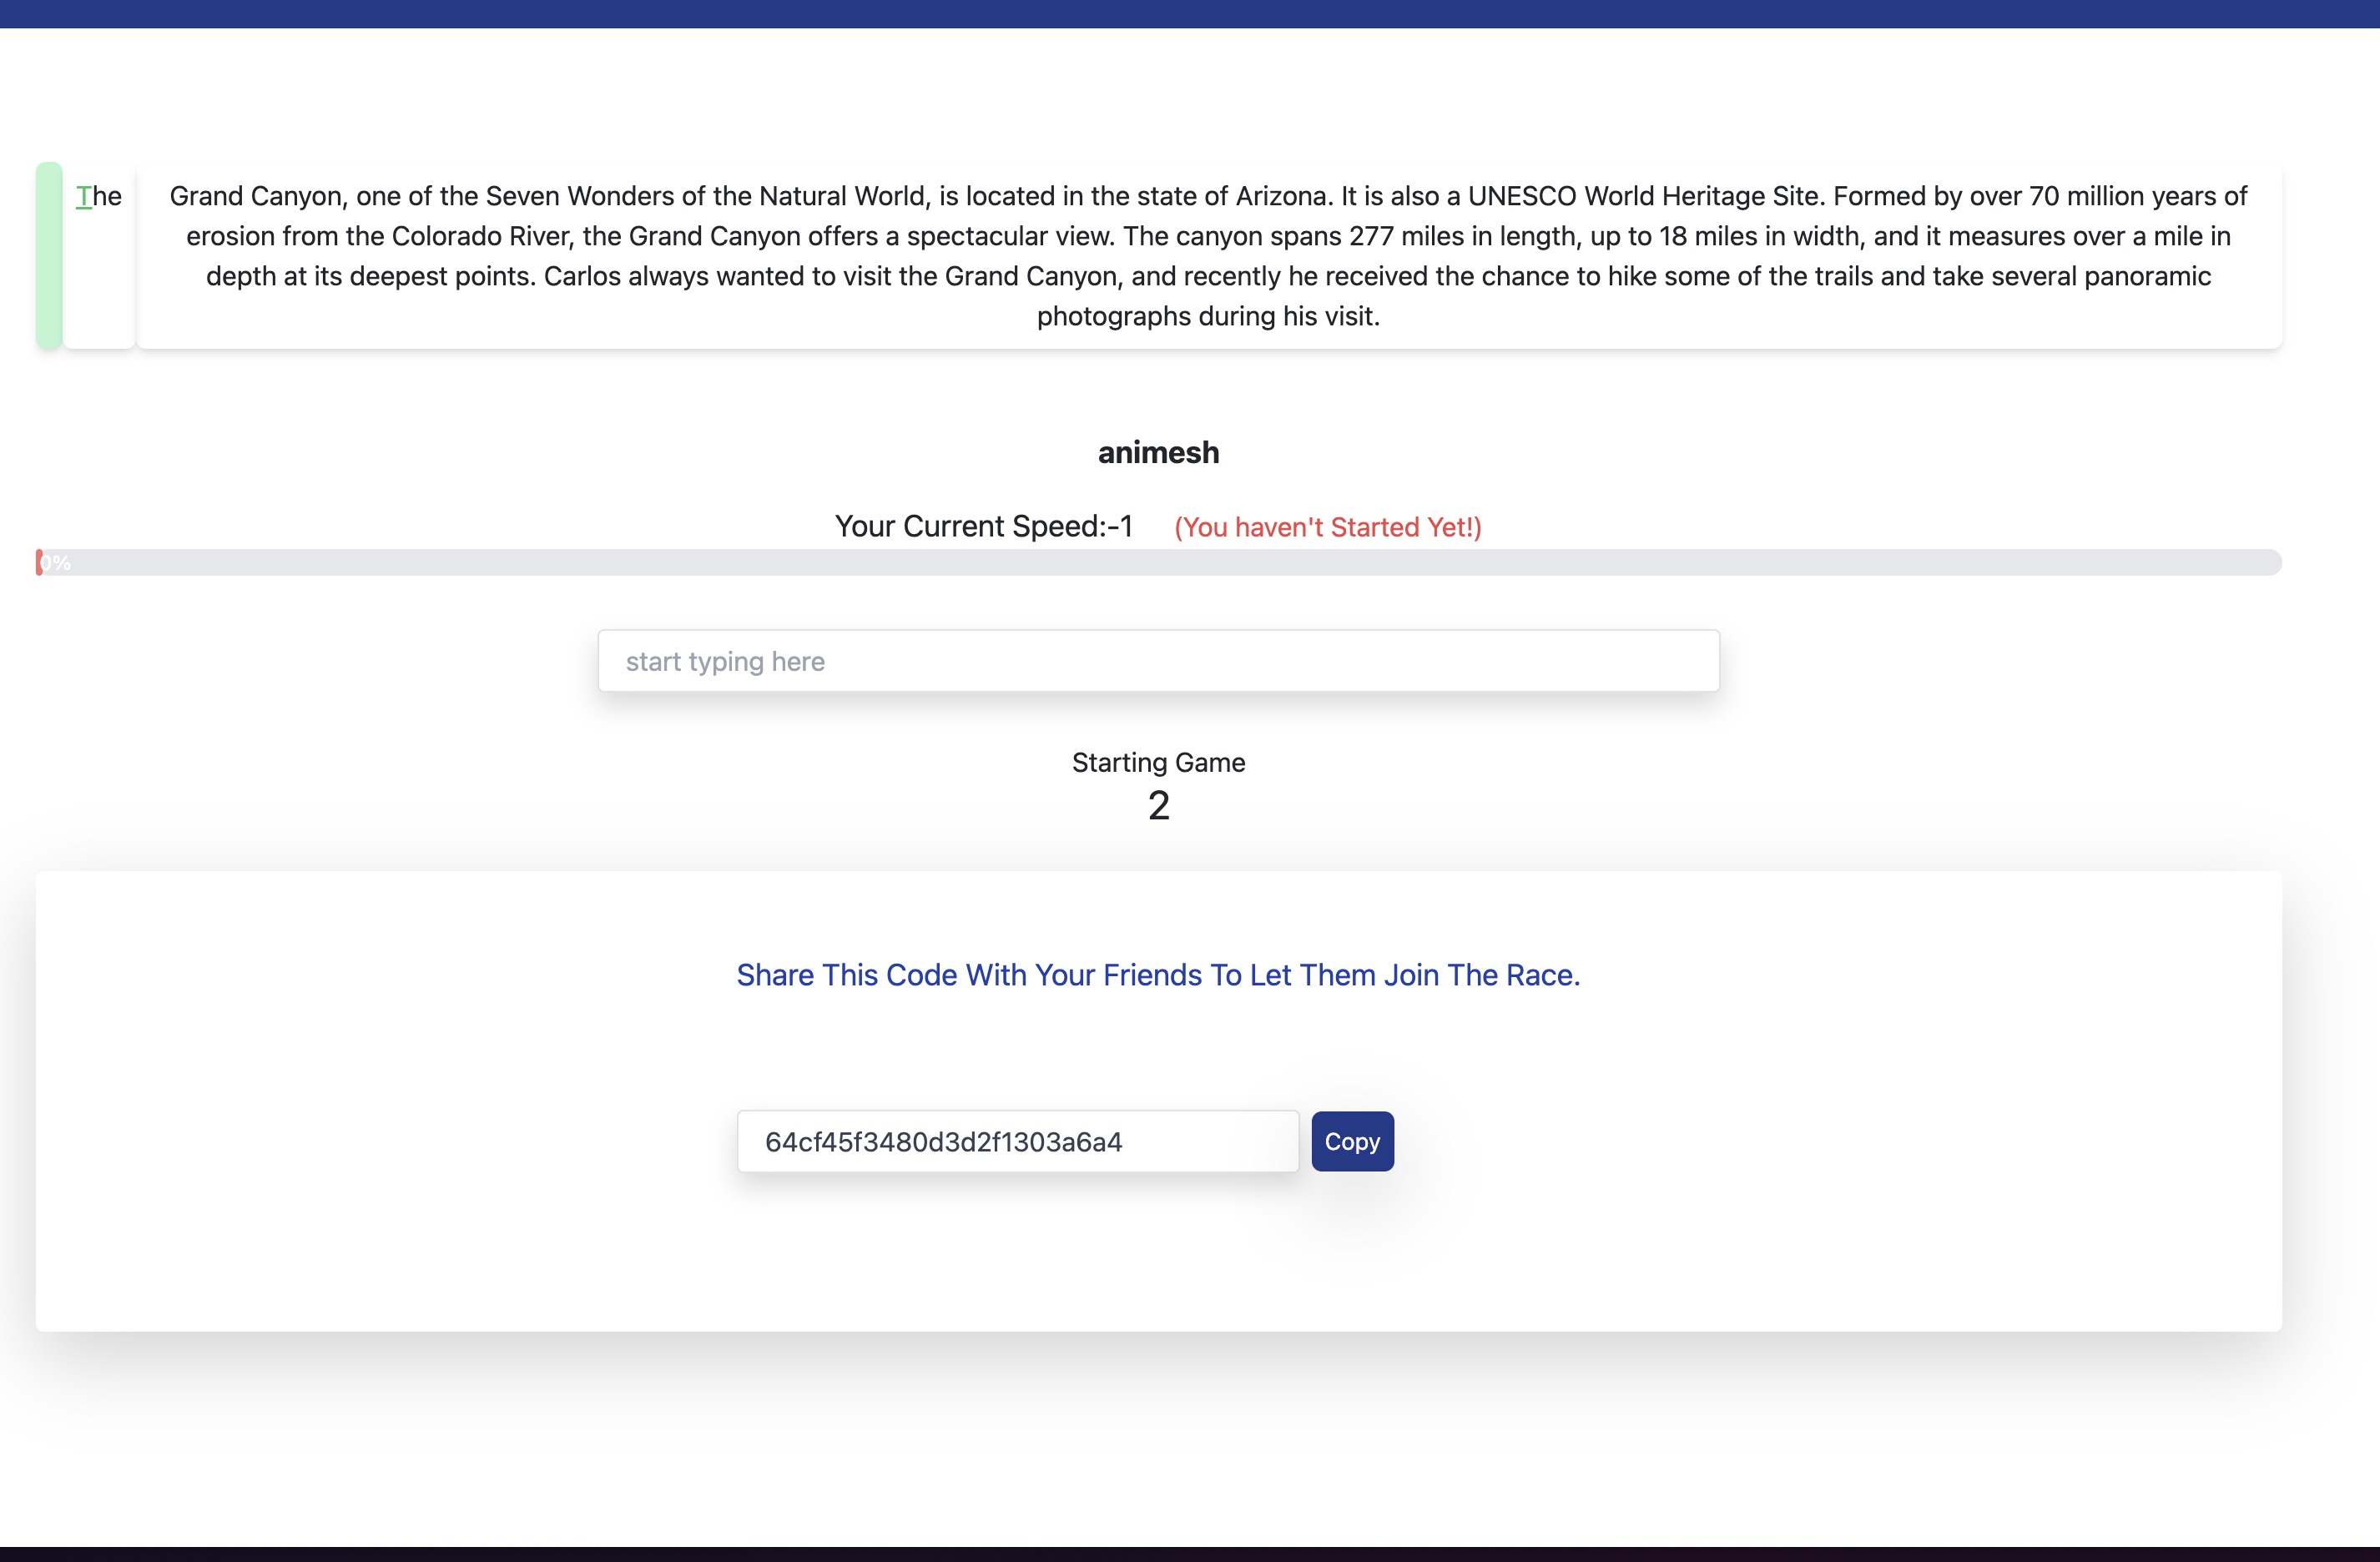 The Grand Canyon, one of the Seven Wonders of the Natural World, is located in the state of Arizona. It is also a UNESCO World Heritage Site. Formed by over 70 million years of
erosion from the Colorado River, the Grand Canyon offers a spectacular view. The canyon spans 277 miles in length, up to 18 miles in width, and it measures over a mile in
depth at its deepest points. Carlos always wanted to visit the Grand Canyon, and recently he received the chance to hike some of the trails and take several panoramic
photographs during his visit.
animesh
Your Current Speed:-1 (You haven't Started Yet!)
0%
start typing here
Starting Game
2
Share This Code With Your Friends To Let Them Join The Race.
64cf45f3480d3d2f1303a6a4 Copy